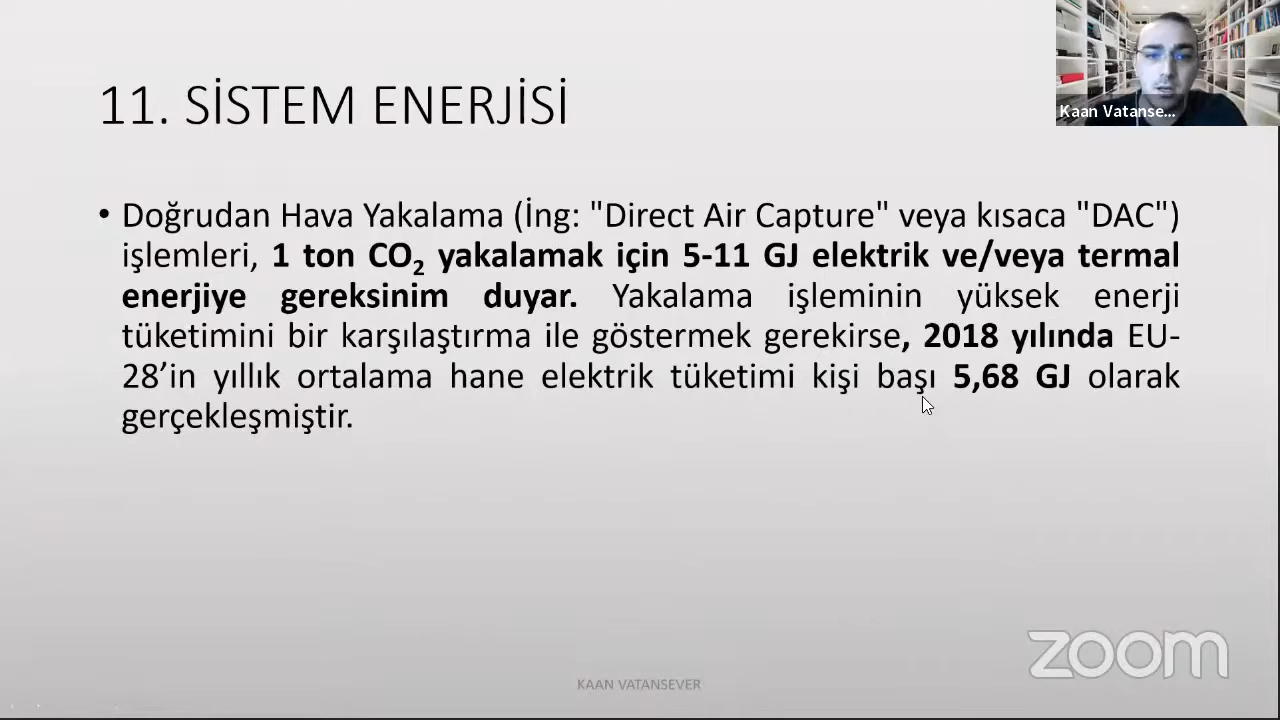 Kaan Vatanse...
11. SİSTEM ENERJİSİ
• Doğrudan Hava Yakalama (İng: "Direct Air Capture" veya kısaca "DAC")
işlemleri, 1 ton CO₂ yakalamak için 5-11 GJ elektrik ve/veya termal
enerjiye gereksinim duyar. Yakalama işleminin yüksek enerji
tüketimini bir karşılaştırma ile göstermek gerekirse, 2018 yılında EU-
28’in yıllık ortalama hane elektrik tüketimi kişi başı 5,68 GJ olarak
gerçekleşmiştir.
zoom
KAAN VATANSEVER